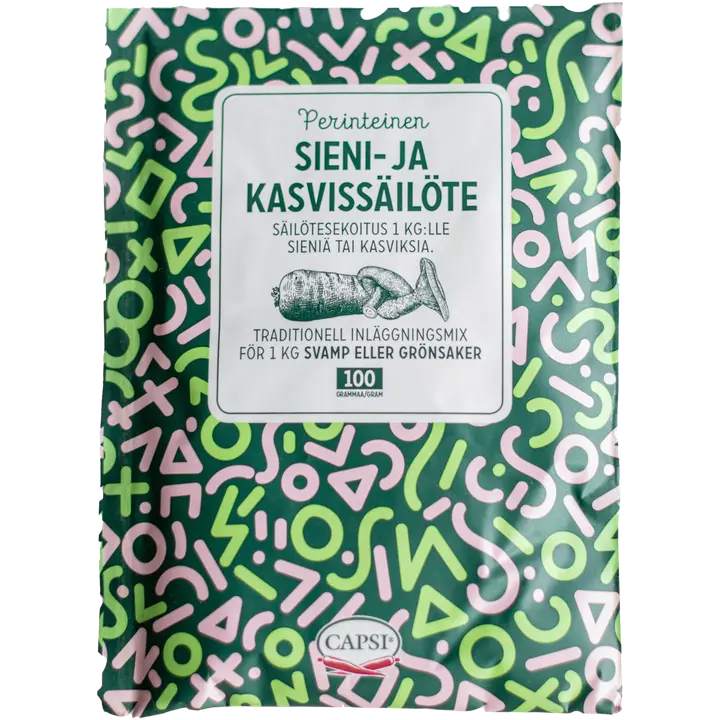 Perinteinen
SIENI- JA
KASVISSÄILÖTE
SÄILÖTESEKOITUS 1 KG:LLE
SIENIÄ TAI KASVIKSIA.
TRADITIONELL INLÄGGNINGSMIX
FÖR 1 KG SVAMP ELLER GRÖNSAKER
100
GRAMMAA/GRAM
CAPSI®